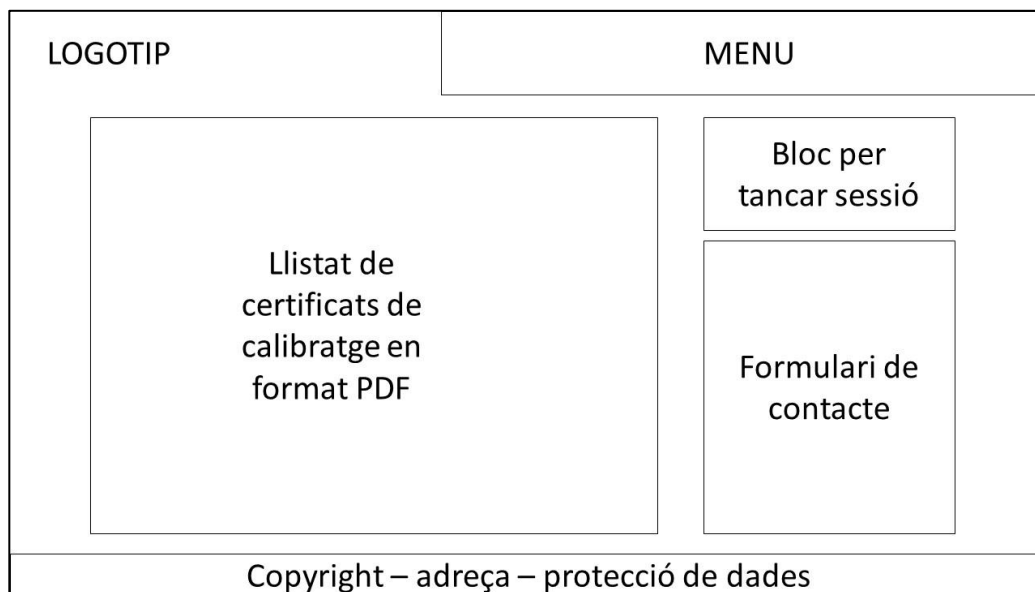 LOGOTIP
MENU
Bloc per
tancar sessió
Llistat de
certificats de
calibratge en
format PDF
Formulari de
contacte
Copyright – adreça – protecció de dades